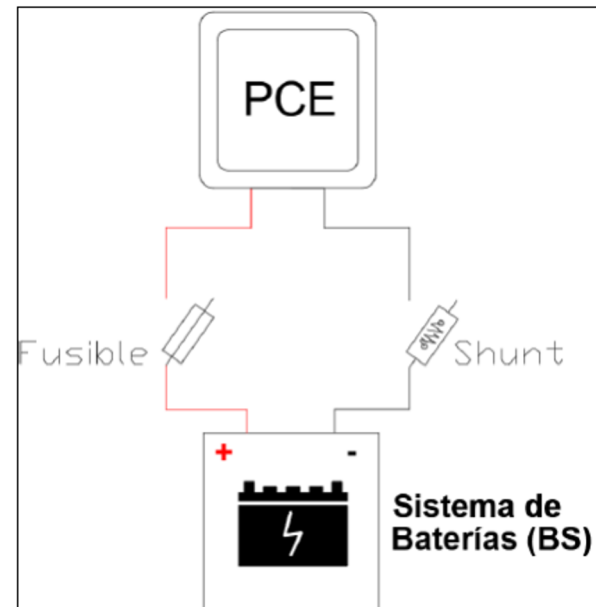 PCE
Fusible
Shunt
+ -
Sistema de
Baterías (BS)